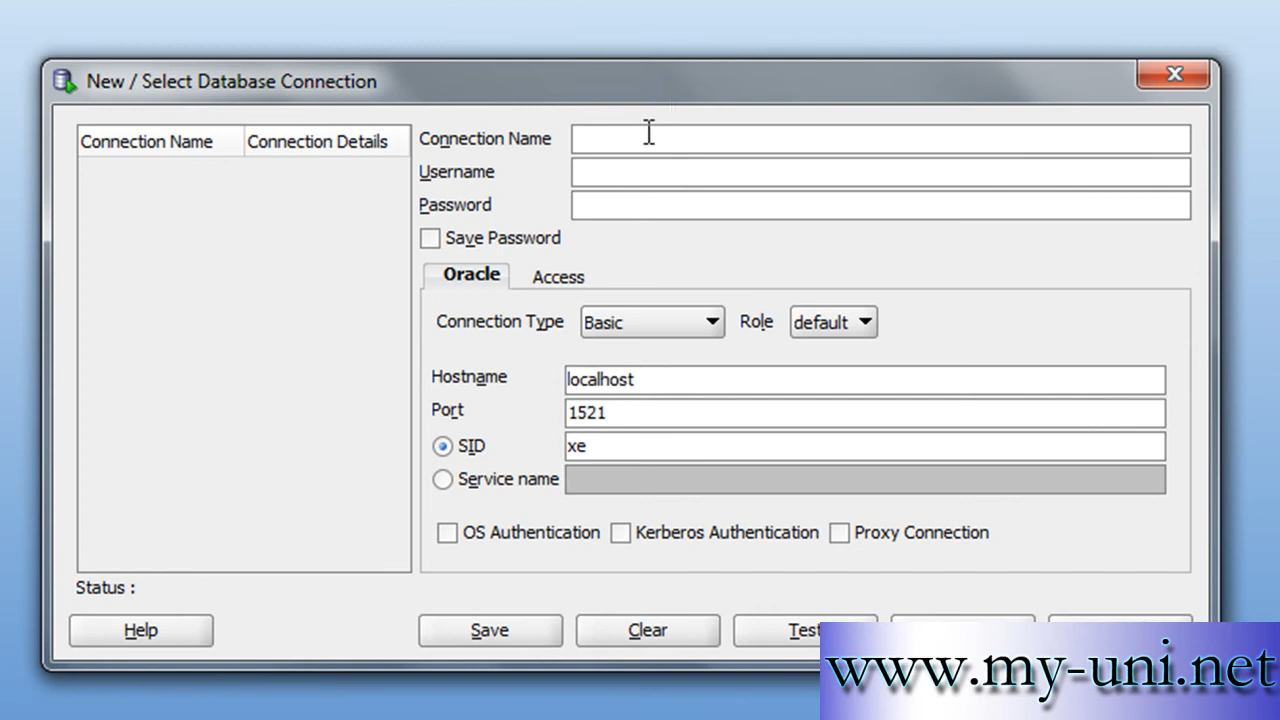 New / Select Database Connection
Connection Name Connection Details
Connection Name
Username
Password
Save Password
Oracle Access
Connection Type Basic Role default
Hostname localhost
Port 1521
SID xe
Service name
OS Authentication Kerberos Authentication Proxy Connection
Status :
Help Save Clear Test
www.my-uni.net